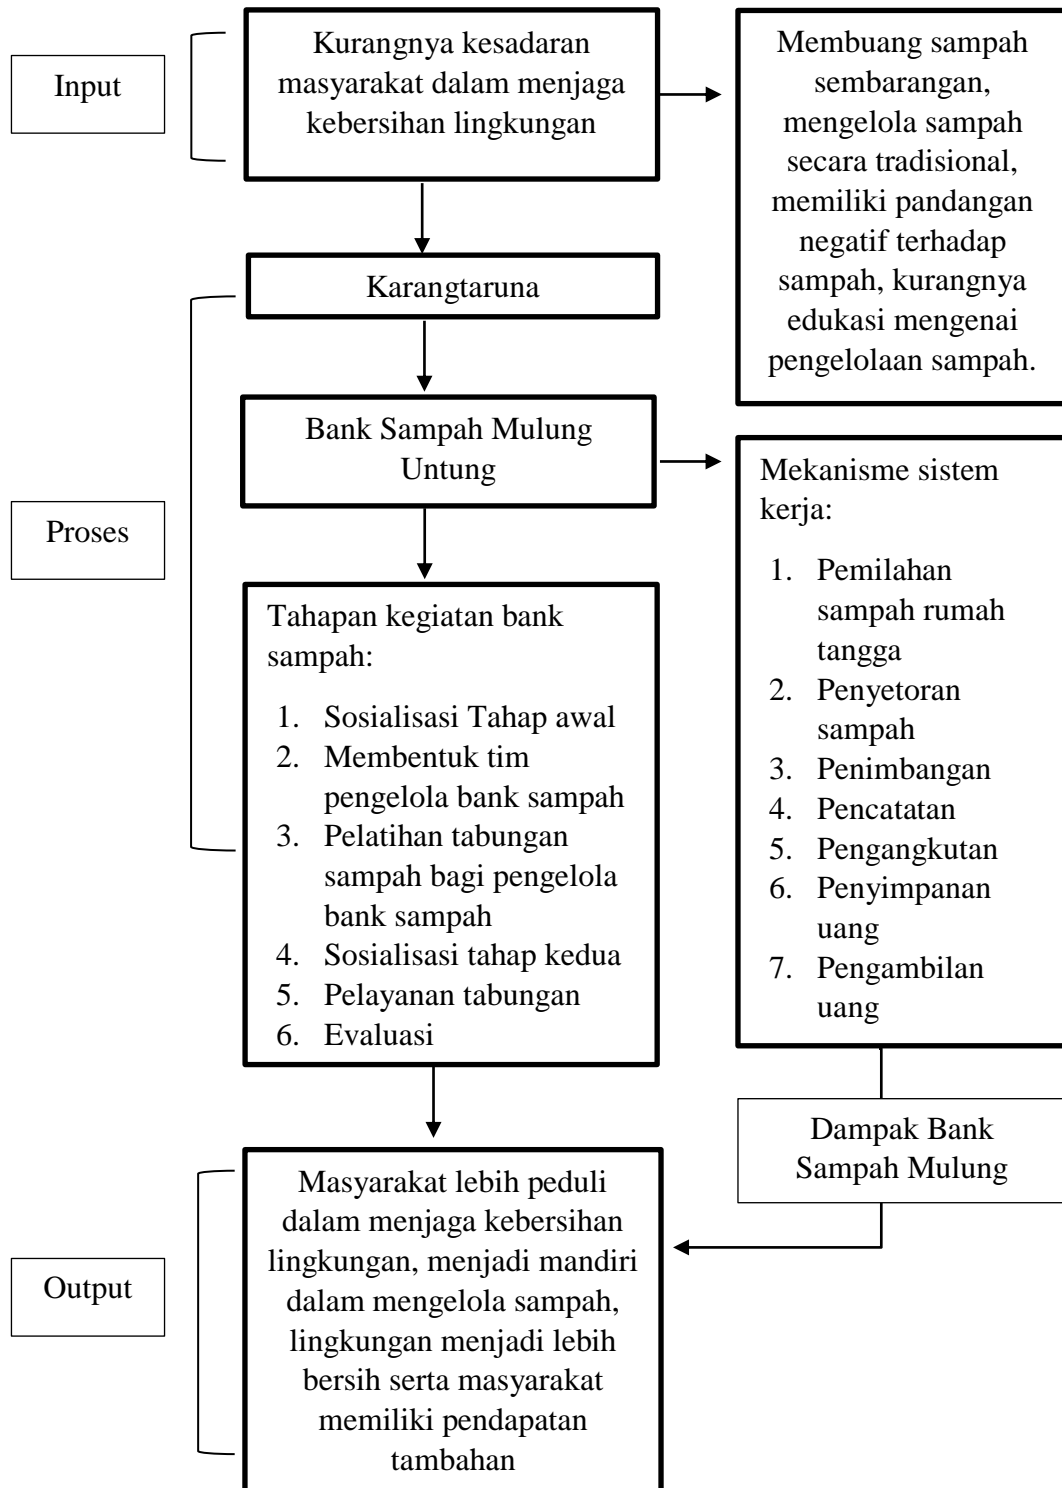 Input
Kurangnya kesadaran
masyarakat dalam menjaga
kebersihan lingkungan
Membuang sampah
sembarangan,
mengelola sampah
secara tradisional,
memiliki pandangan
negatif terhadap
sampah, kurangnya
edukasi mengenai
pengelolaan sampah.
Karangtaruna
Bank Sampah Mulung
Untung
Proses
Mekanisme sistem
kerja:
1. Pemilahan
sampah rumah
tangga
2. Penyetoran
sampah
3. Penimbangan
4. Pencatatan
5. Pengangkutan
6. Penyimpanan
uang
7. Pengambilan
uang
Tahapan kegiatan bank
sampah:
1. Sosialisasi Tahap awal
2. Membentuk tim
pengelola bank sampah
3. Pelatihan tabungan
sampah bagi pengelola
bank sampah
4. Sosialisasi tahap kedua
5. Pelayanan tabungan
6. Evaluasi
Dampak Bank
Sampah Mulung
Output
Masyarakat lebih peduli
dalam menjaga kebersihan
lingkungan, menjadi mandiri
dalam mengelola sampah,
lingkungan menjadi lebih
bersih serta masyarakat
memiliki pendapatan
tambahan